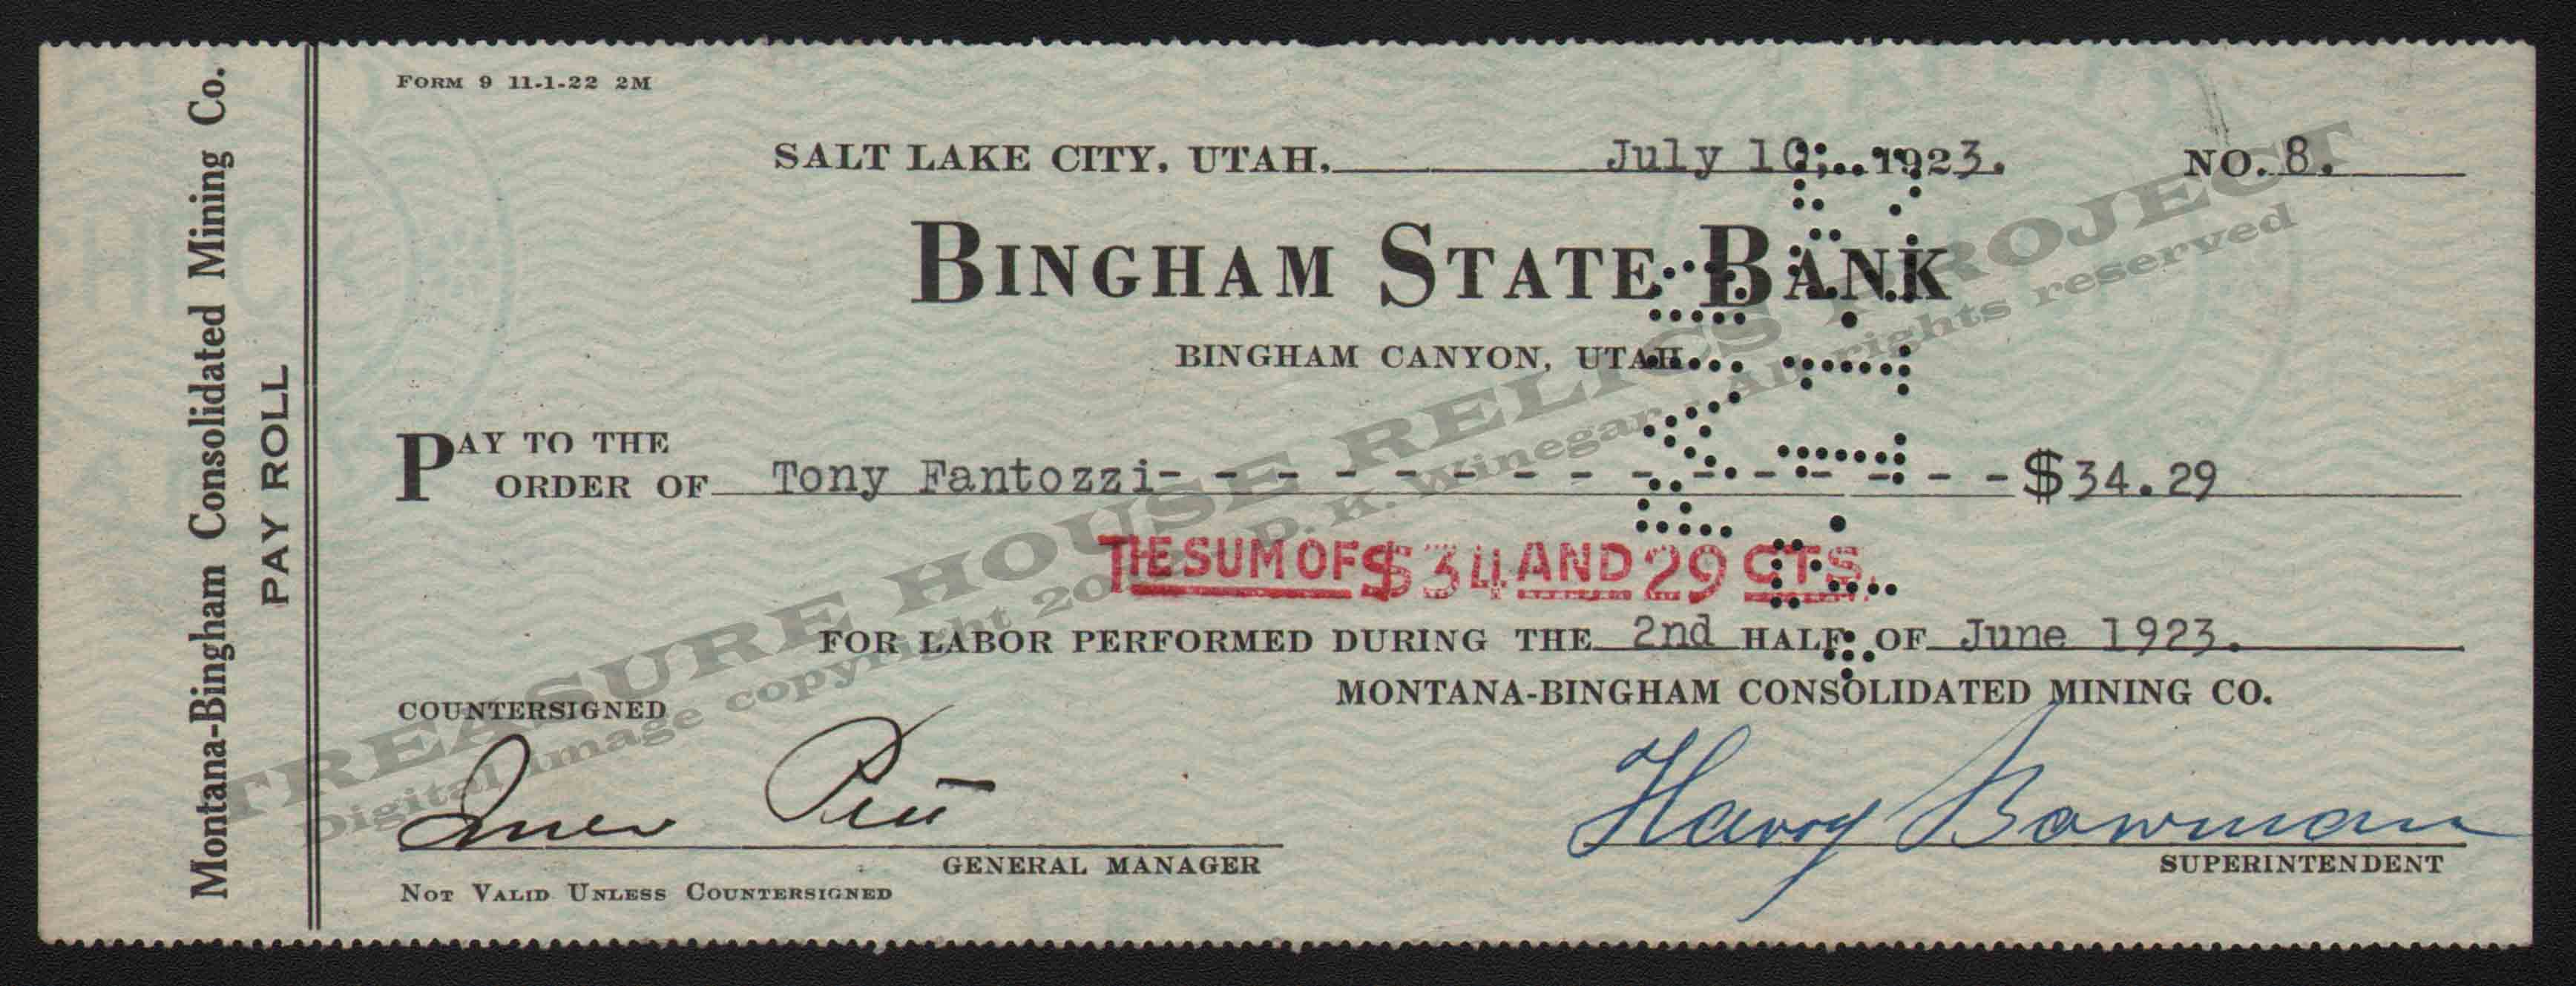 Montana-Bingham Consolidated Mining Co.
PAY ROLL
FORM 9 11-1-22 2M
SALT LAKE CITY, UTAH, July 10, 1923. NO. 8.
BINGHAM STATE BANK
BINGHAM CANYON, UTAH
PAY TO THE
ORDER OF Tony Fantozzi- - - - - - - - - - - - - - - $34.29
THE SUM OF $34 AND 29 CTS.
FOR LABOR PERFORMED DURING THE 2nd HALF OF June 1923.
MONTANA-BINGHAM CONSOLIDATED MINING CO.
COUNTERSIGNED
Harry Bowman
GENERAL MANAGER
SUPERINTENDENT
NOT VALID UNLESS COUNTERSIGNED
TREASURE HOUSE RELICS PROJECT
Digital image copyright P. K. Winegar - All rights reserved